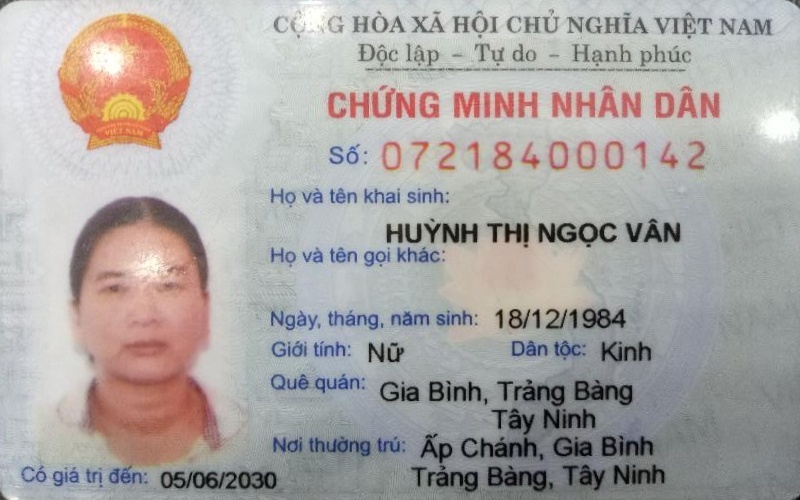 CỘNG HÒA XÃ HỘI CHỦ NGHĨA VIỆT NAM
Độc lập - Tự do - Hạnh phúc
CHỨNG MINH NHÂN DÂN
Số: 072184000142
Họ và tên khai sinh:
HUỲNH THỊ NGỌC VÂN
Họ và tên gọi khác:
Ngày, tháng, năm sinh: 18/12/1984
Giới tính: Nữ Dân tộc: Kinh
Quê quán: Gia Bình, Trảng Bàng
Tây Ninh
Nơi thường trú: Ấp Chánh, Gia Bình
Trảng Bàng, Tây Ninh
Có giá trị đến: 05/06/2030
VIỆT NAM